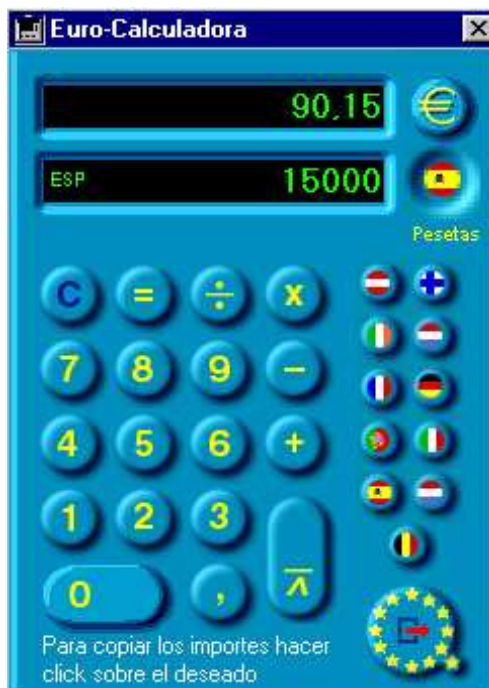 Euro-Calculadora
90,15
€
ESP 15000
Pesetas
C = ÷ x
7 8 9 −
4 5 6 +
1 2 3
0 ,
Para copiar los importes hacer
click sobre el deseado